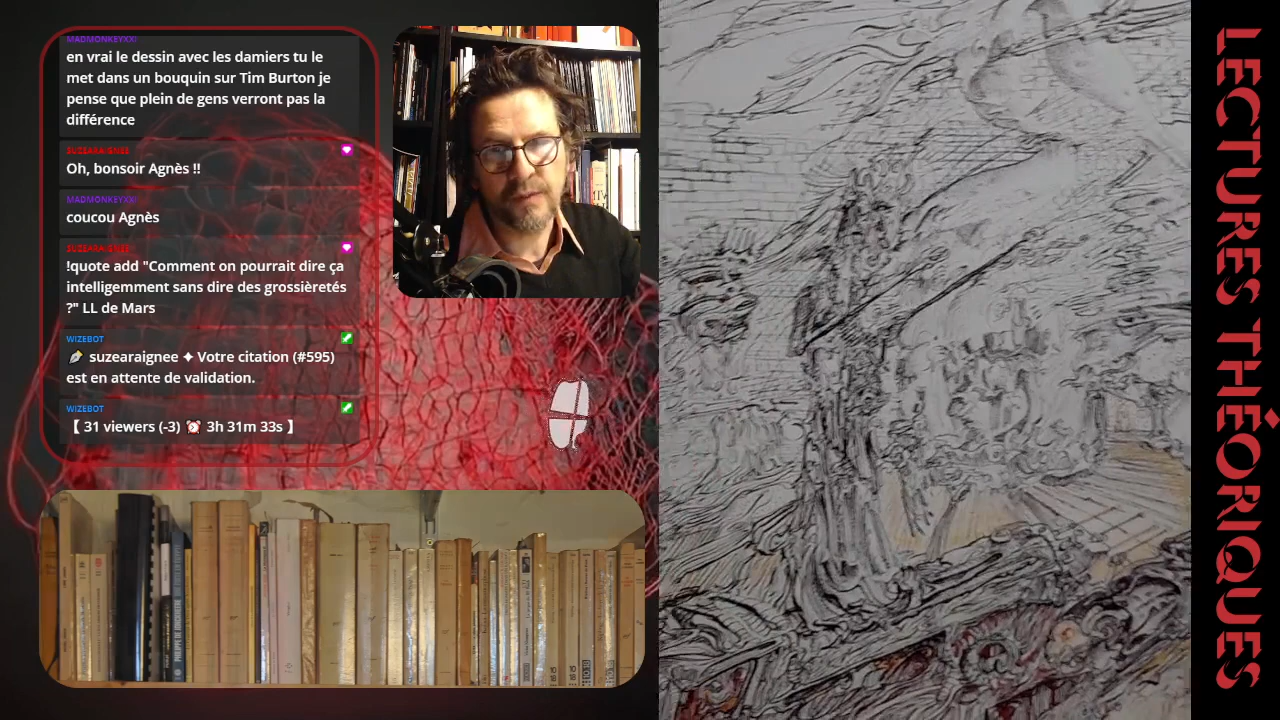 MADMONKEYXXI
en vrai le dessin avec les damiers tu le
met dans un bouquin sur Tim Burton je
pense que plein de gens verront pas la
différence
SUZEARAIGNEE
Oh, bonsoir Agnès !!
MADMONKEYXXI
coucou Agnès
SUZEARAIGNEE
!quote add "Comment on pourrait dire ça
intelligemment sans dire des grossièretés
?" LL de Mars
WIZEBOT
suzearaignee ✦ Votre citation (#595)
est en attente de validation.
WIZEBOT
【 31 viewers (-3) ⏰ 3h 31m 33s 】
LECTURES THÉORIQUES